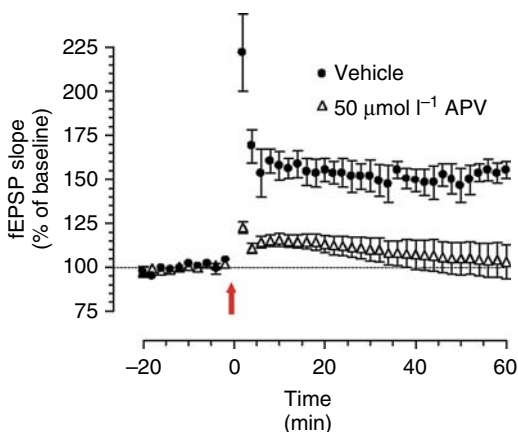 fEPSP slope
(% of baseline)
225
200
175
150
125
100
75
Vehicle
50 μmol l⁻¹ APV
–20 0 20 40 60
Time
(min)